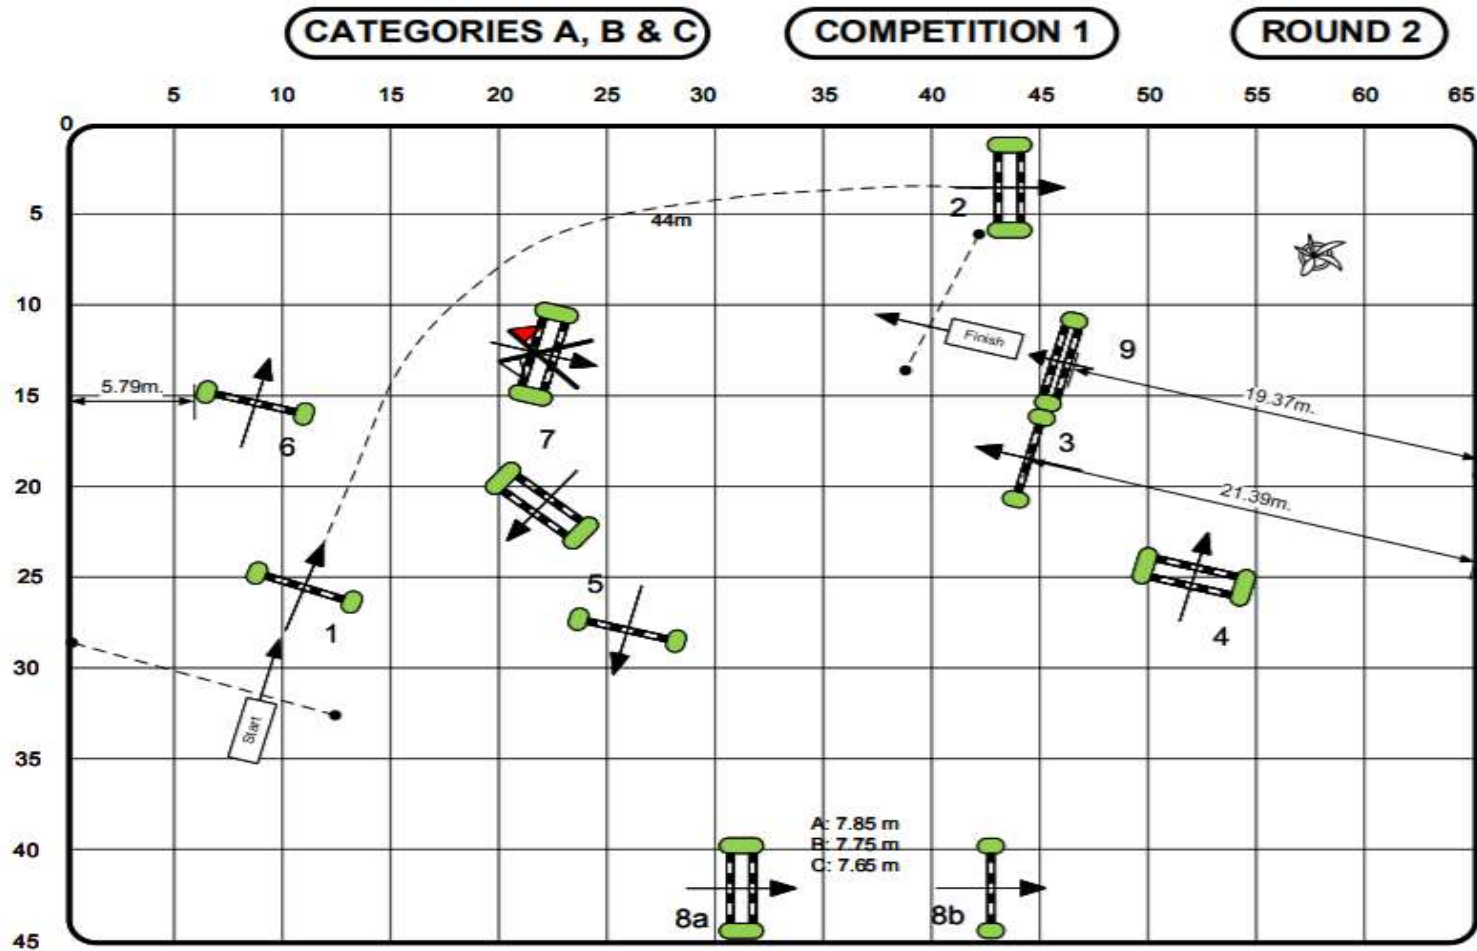 CATEGORIES A, B & C COMPETITION 1 ROUND 2
5 10 15 20 25 30 35 40 45 50 55 60 65
0
2
5 44m
10
Finish
9
15 5.79m. 19.37m.
6 7 3
20 21.39m.
25 5
1 4
30
Start
35
A: 7.85 m
40 B: 7.75 m
C: 7.65 m
8a 8b
45